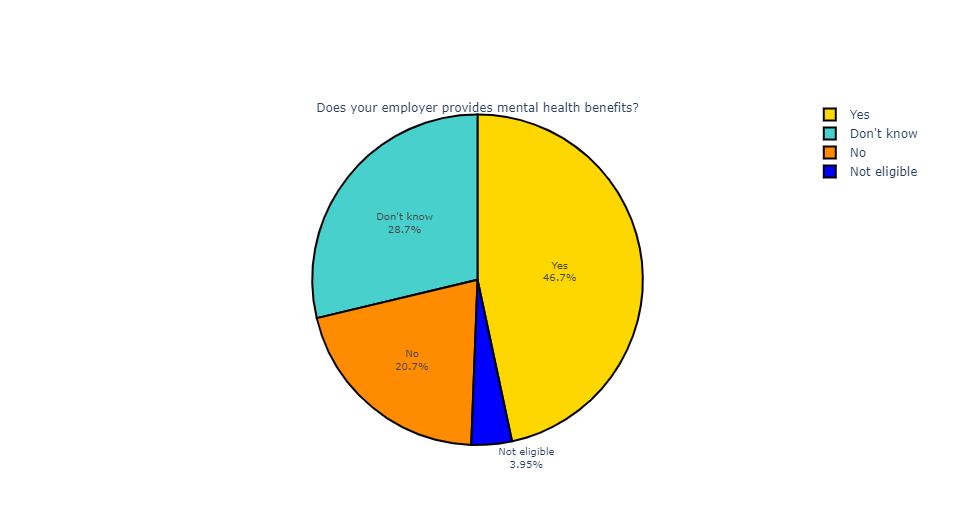 Does your employer provides mental health benefits?
Yes
Don't know
No
Not eligible
Don't know
28.7%
Yes
46.7%
No
20.7%
Not eligible
3.95%